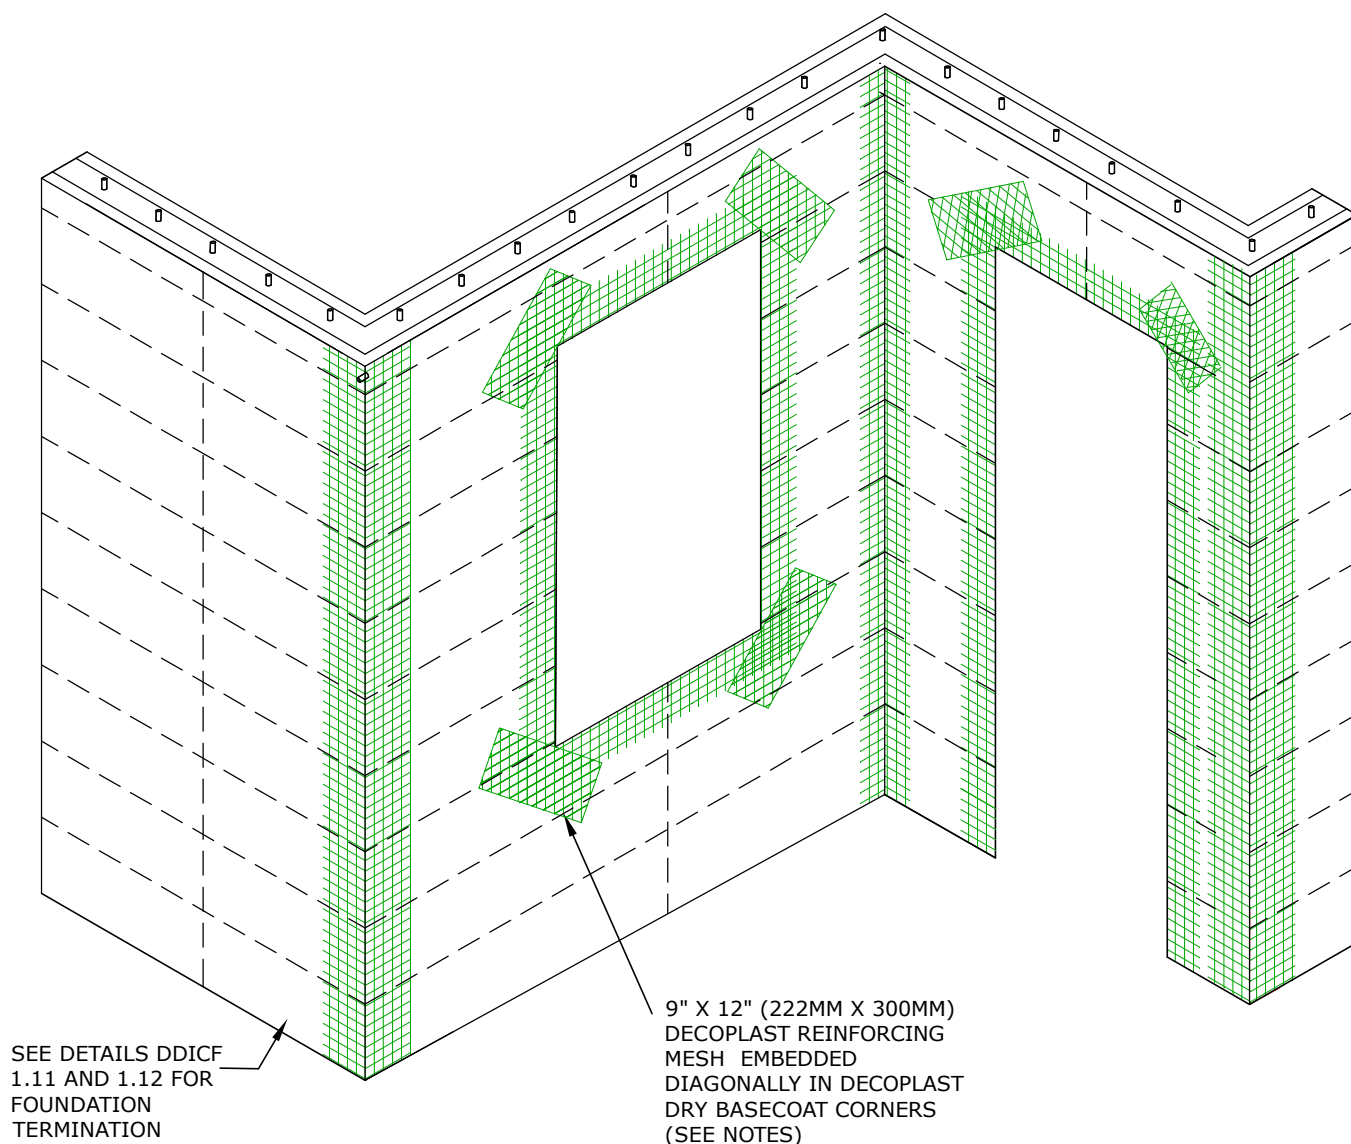 SEE DETAILS DDICF
1.11 AND 1.12 FOR
FOUNDATION
TERMINATION
9" X 12" (222MM X 300MM)
DECOPLAST REINFORCING
MESH EMBEDDED
DIAGONALLY IN DECOPLAST
DRY BASECOAT CORNERS
(SEE NOTES)